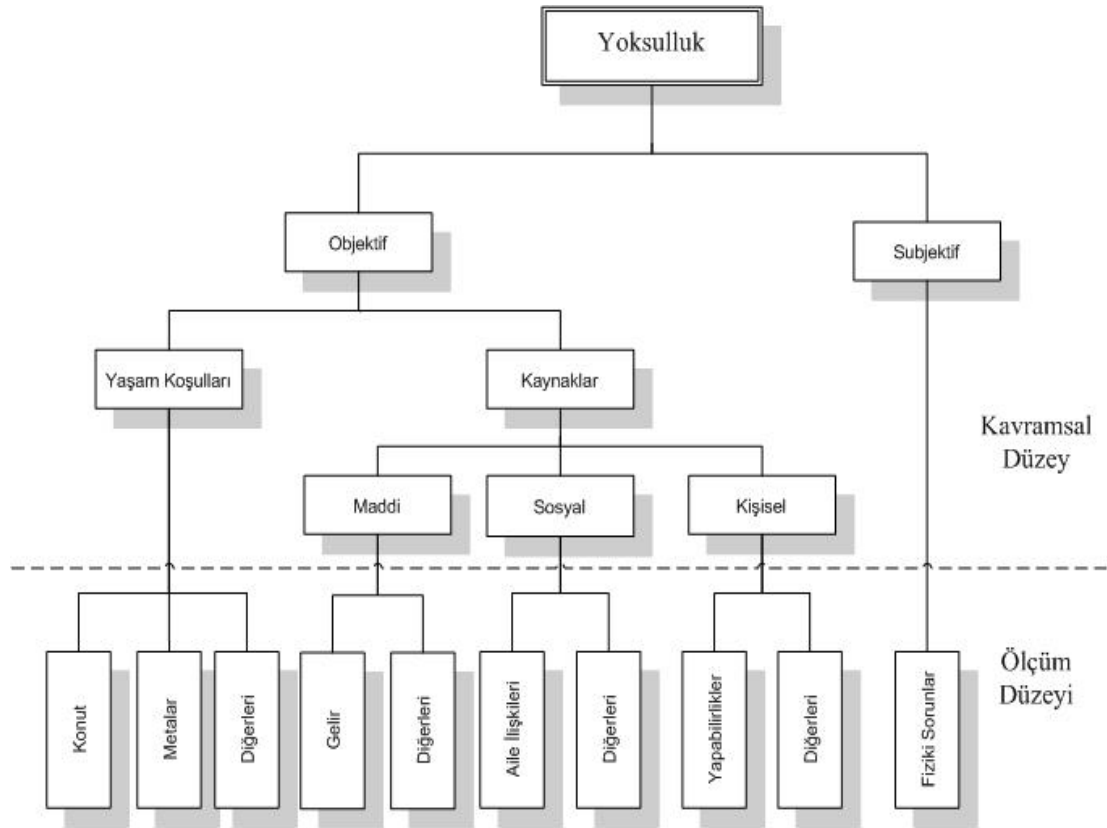 Yoksulluk
Objektif
Subjektif
Yaşam Koşulları
Kaynaklar
Kavramsal
Düzey
Maddi
Sosyal
Kişisel
Konut
Metalar
Diğerleri
Gelir
Diğerleri
Aile İlişkileri
Diğerleri
Yapabilirlikler
Diğerleri
Fiziki Sorunlar
Ölçüm
Düzeyi